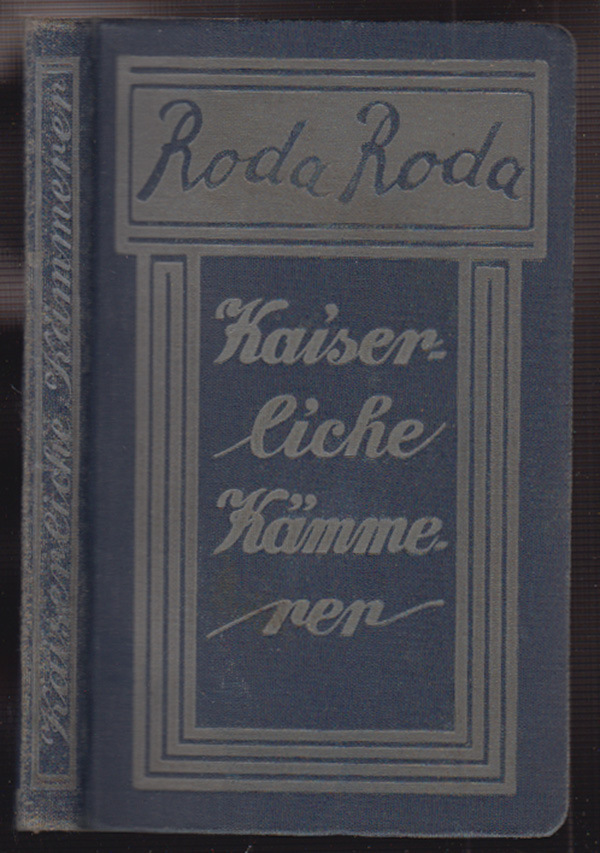 Kaiserliche Kämmerer
Roda Roda
Kaiser-
liche
Kämme-
rer